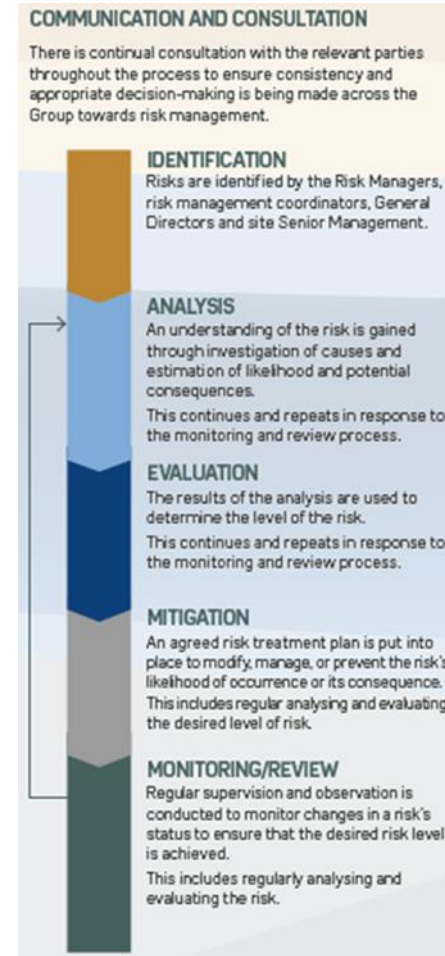 COMMUNICATION AND CONSULTATION
There is continual consultation with the relevant parties
throughout the process to ensure consistency and
appropriate decision-making is being made across the
Group towards risk management.
IDENTIFICATION
Risks are identified by the Risk Managers,
risk management coordinators, General
Directors and site Senior Management.
ANALYSIS
An understanding of the risk is gained
through investigation of causes and
estimation of likelihood and potential
consequences.
This continues and repeats in response to
the monitoring and review process.
EVALUATION
The results of the analysis are used to
determine the level of the risk.
This continues and repeats in response to
the monitoring and review process.
MITIGATION
An agreed risk treatment plan is put into
place to modify, manage, or prevent the risk's
likelihood of occurrence or its consequence.
This includes regular analysing and evaluating
the desired level of risk.
MONITORING/REVIEW
Regular supervision and observation is
conducted to monitor changes in a risk's
status to ensure that the desired risk level
is achieved.
This includes regularly analysing and
evaluating the risk.